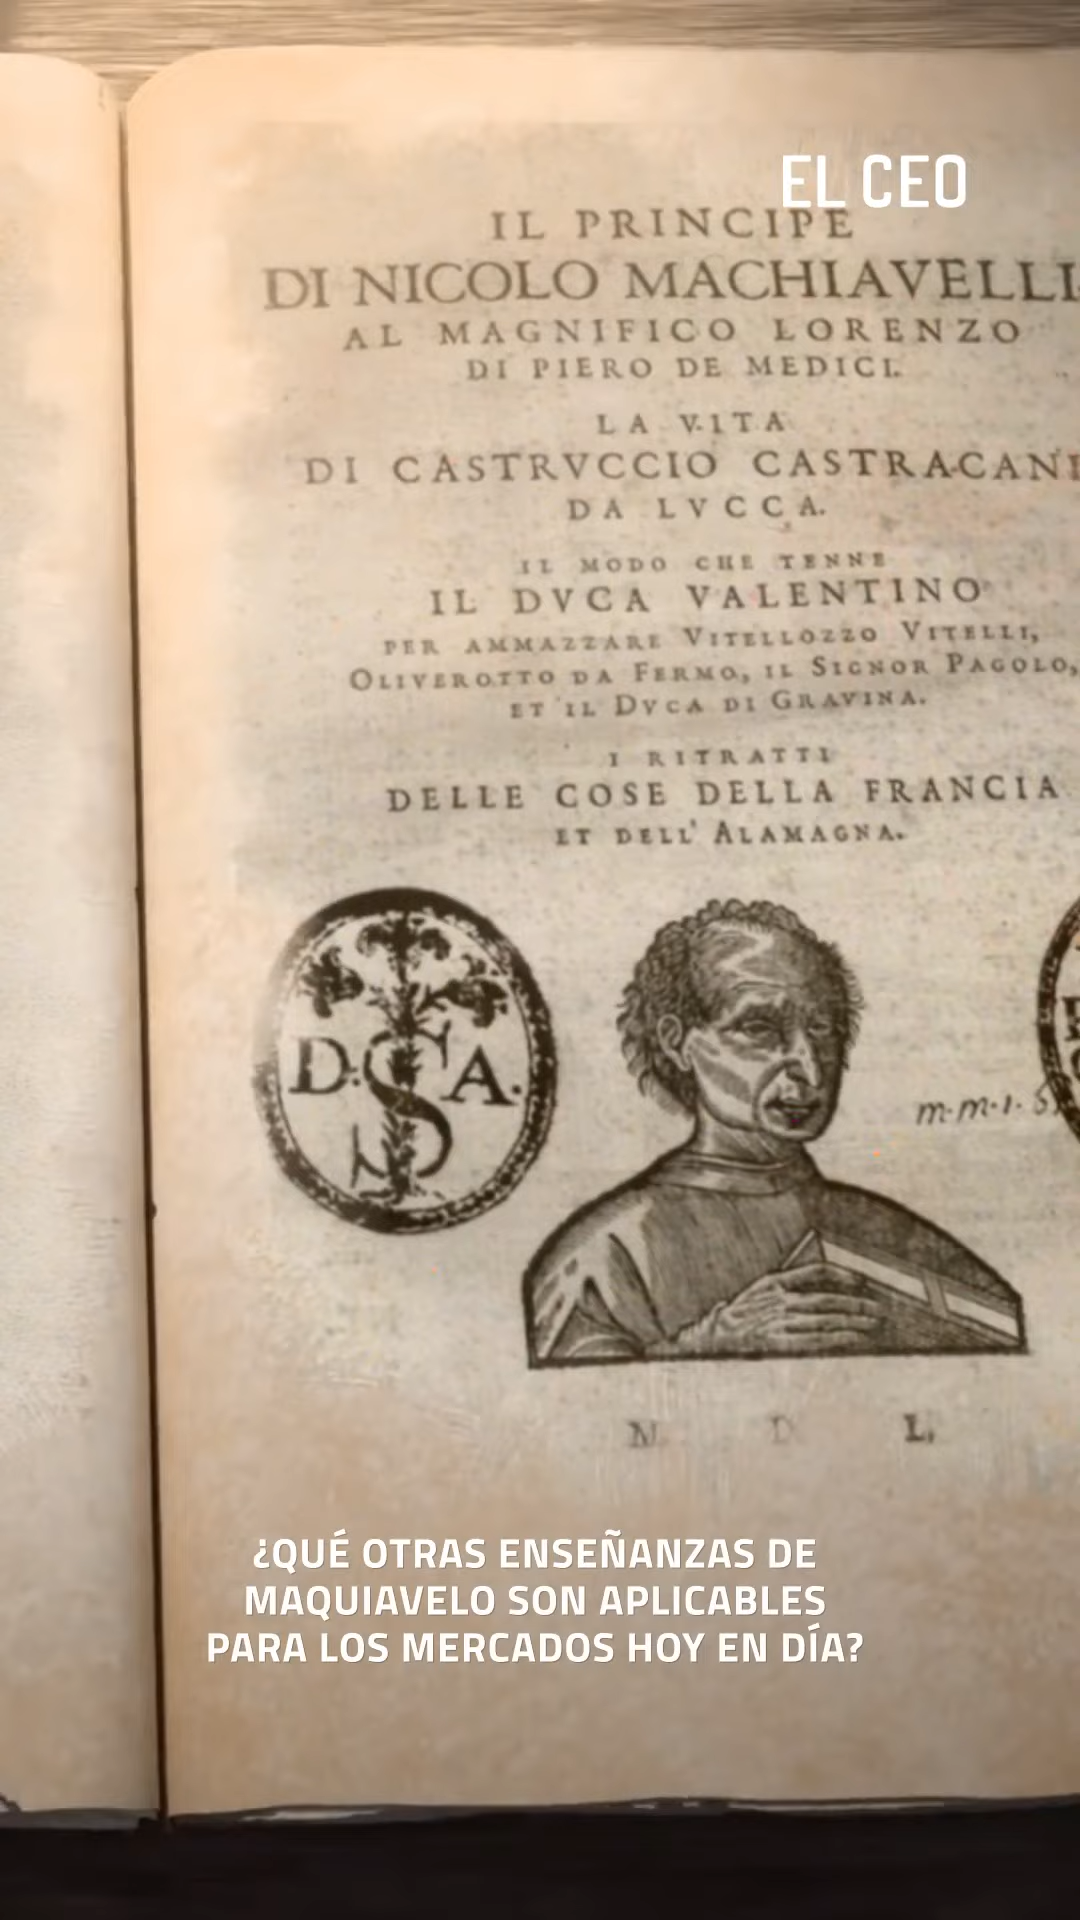 EL CEO
IL PRINCIPE
DI NICOLO MACHIAVELLI
AL MAGNIFICO LORENZO
DI PIERO DE MEDICI.
LA VITA
DI CASTRVCCIO CASTRACANI
DA LVCCA.
IL MODO CHE TENNE
IL DVCA VALENTINO
PER AMMAZZARE VITELLOZZO VITELLI,
OLIVEROTTO DA FERMO, IL SIGNOR PAGOLO,
ET IL DVCA DI GRAVINA.
I RITRATTI
DELLE COSE DELLA FRANCIA
ET DELL' ALAMAGNA.
D. S A.
m·m·1·
M D L.
¿QUÉ OTRAS ENSEÑANZAS DE
MAQUIAVELO SON APLICABLES
PARA LOS MERCADOS HOY EN DÍA?